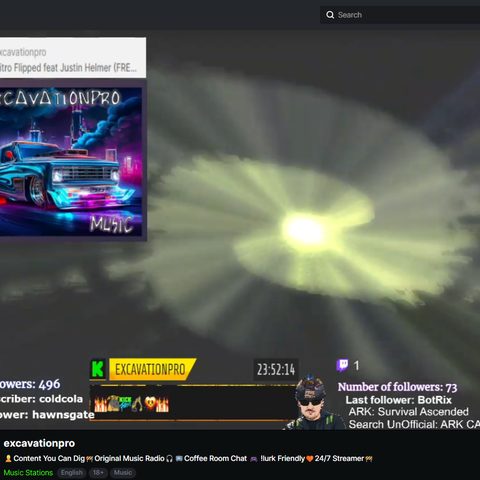 Search
xcavationpro
itro Flipped feat Justin Helmer (FRE...
XCAVATIONPRO
MUSIC
K EXCAVATIONPRO
23:52:14
1
KICK
owers: 496
scriber: coldcola
ower: hawnsgate
Number of followers: 73
Last follower: BotRix
ARK: Survival Ascended
Search UnOfficial: ARK CA
excavationpro
Content You Can Dig Original Music Radio Coffee Room Chat !lurk Friendly 24/7 Streamer
Music Stations English 18+ Music